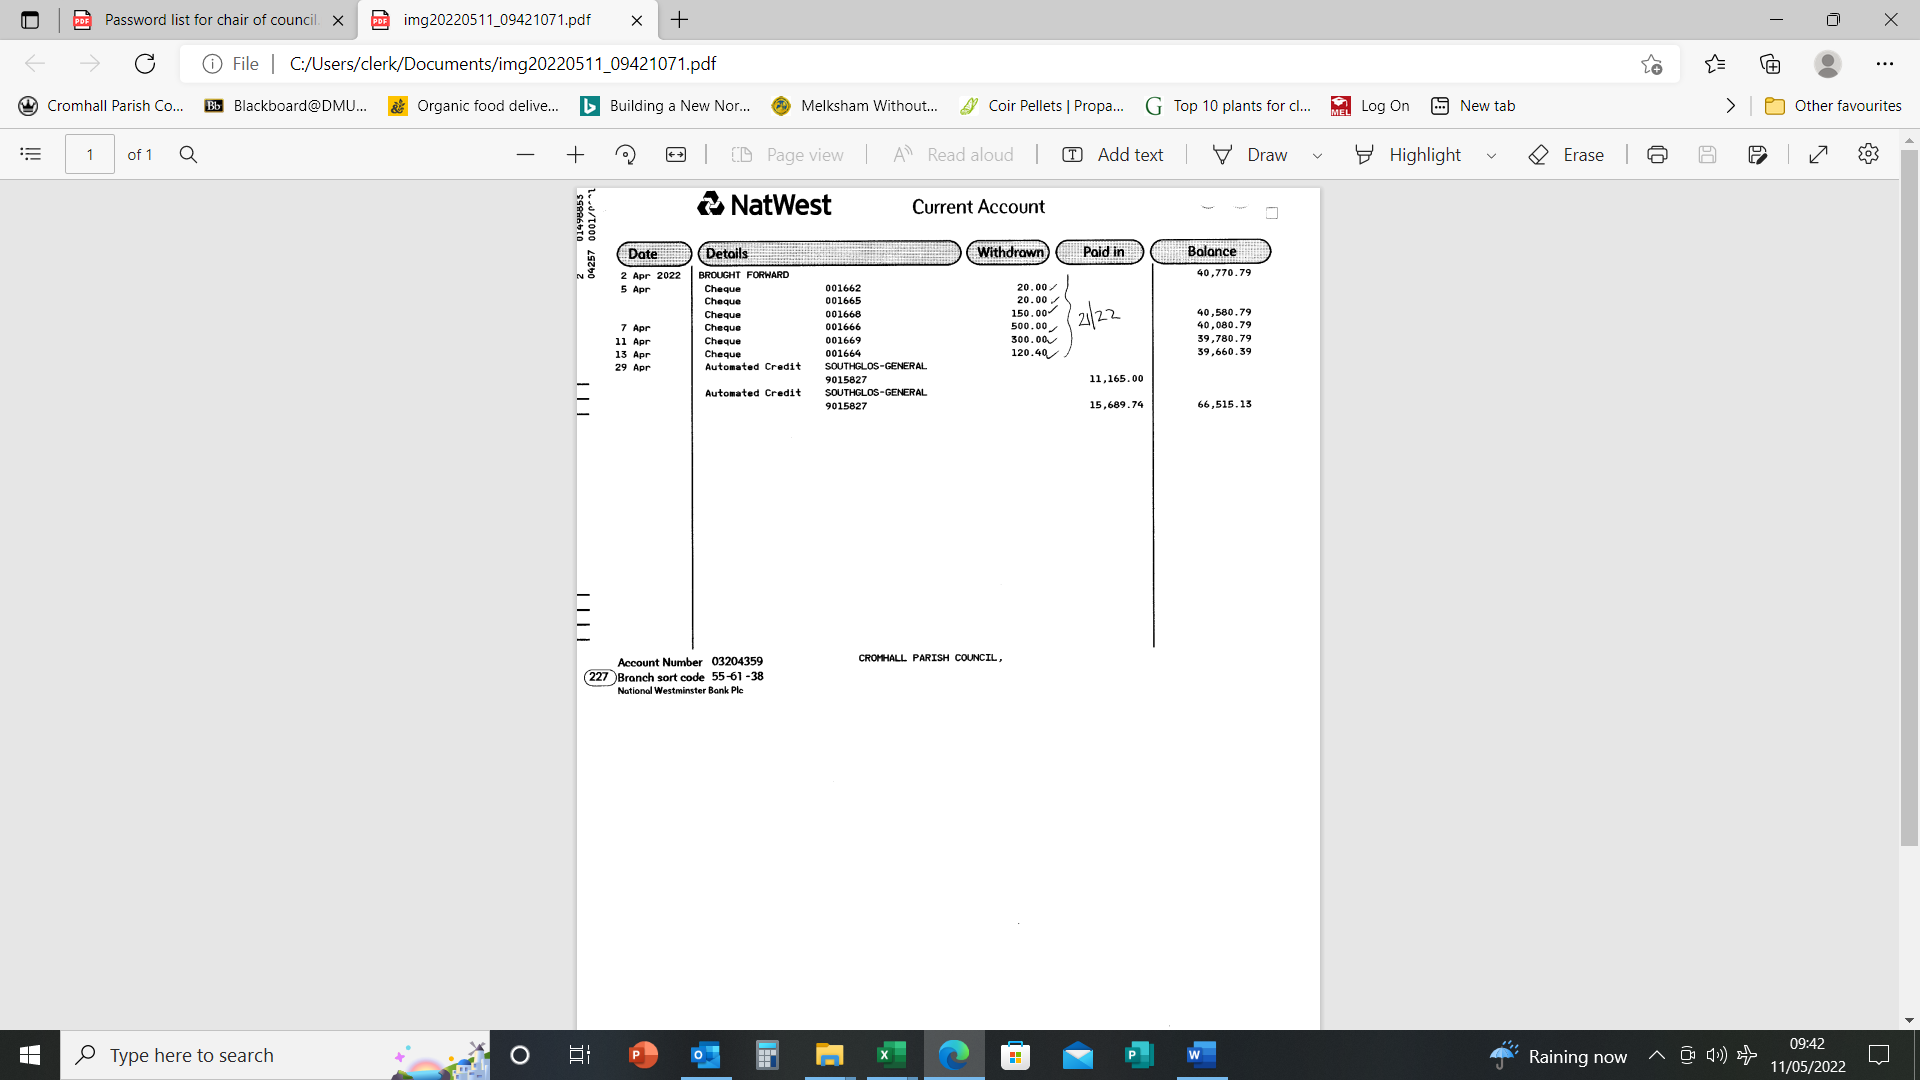 Password list for chair of council.
img20220511_09421071.pdf
File
C:/Users/clerk/Documents/img20220511_09421071.pdf
Cromhall Parish Co...
Blackboard@DMU...
Organic food delive...
Building a New Nor...
Melksham Without...
Coir Pellets | Propa...
Top 10 plants for cl...
Log On
New tab
Other favourites
1 of 1
Page view
Read aloud
Add text
Draw
Highlight
Erase
01498853
04257 0001/
2
NatWest
Current Account
Date Details Withdrawn Paid in Balance
2 Apr 2022 BROUGHT FORWARD 40,770.79
5 Apr Cheque 001662 20.00
Cheque 001665 20.00
Cheque 001668 150.00 40,580.79
7 Apr Cheque 001666 500.00 40,080.79
11 Apr Cheque 001669 300.00 39,780.79
13 Apr Cheque 001664 120.40 39,660.39
21/22
29 Apr Automated Credit SOUTHGLOS-GENERAL
9015827 11,165.00
Automated Credit SOUTHGLOS-GENERAL
9015827 15,689.74 66,515.13
Account Number 03204359
CROMHALL PARISH COUNCIL,
227 Branch sort code 55-61-38
National Westminster Bank Plc
Type here to search
Raining now
09:42
11/05/2022